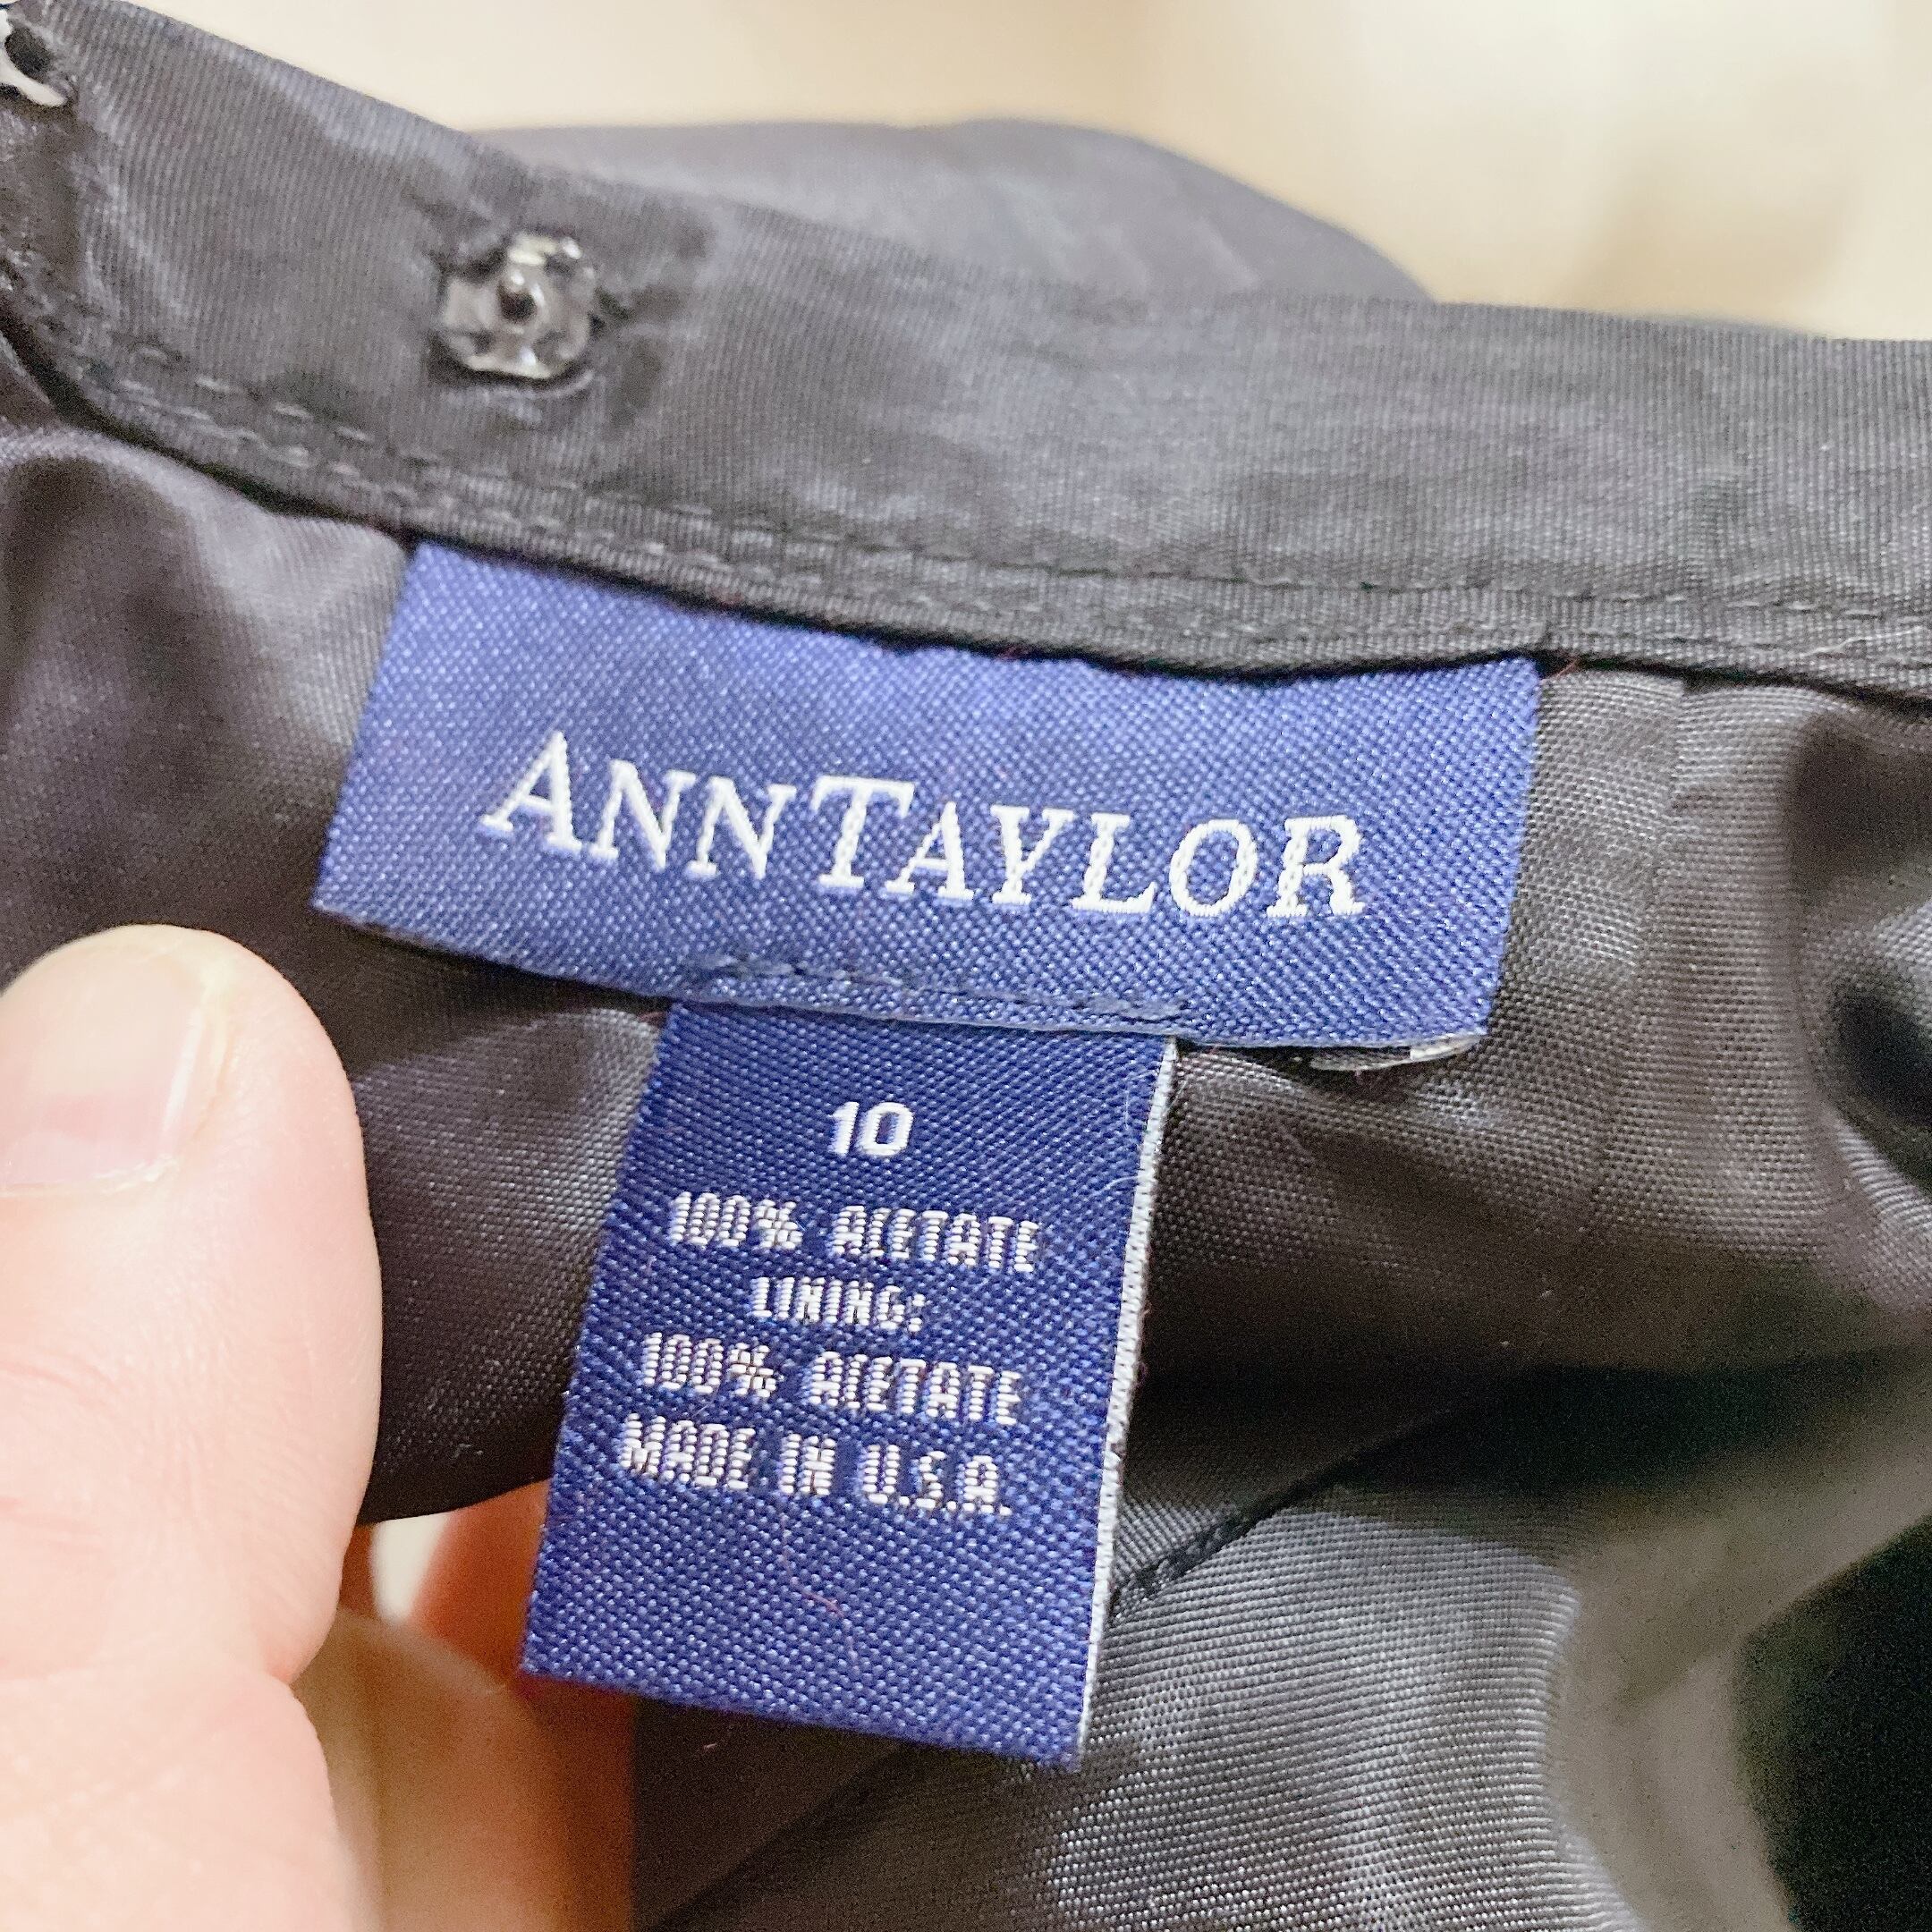 ANNTAYLOR
10
100% ACETATE
LINING:
100% ACETATE
MADE IN U.S.A.